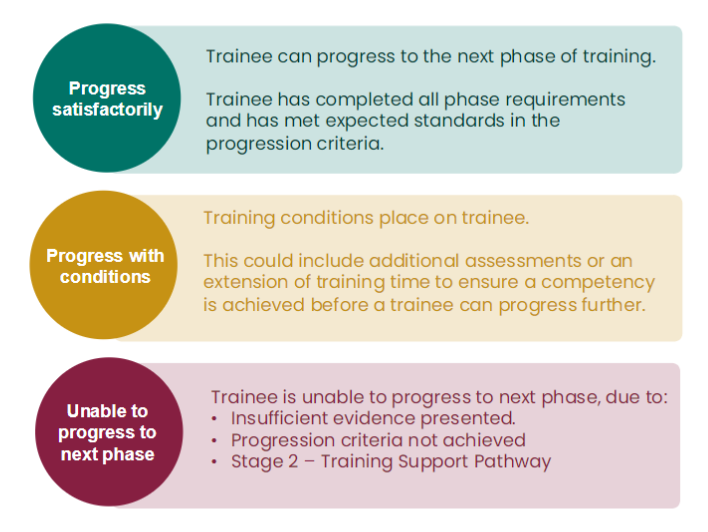 Progress
satisfactorily
Trainee can progress to the next phase of training.
Trainee has completed all phase requirements
and has met expected standards in the
progression criteria.
Progress with
conditions
Training conditions place on trainee.
This could include additional assessments or an
extension of training time to ensure a competency
is achieved before a trainee can progress further.
Unable to
progress to
next phase
Trainee is unable to progress to next phase, due to:
• Insufficient evidence presented.
• Progression criteria not achieved
• Stage 2 – Training Support Pathway